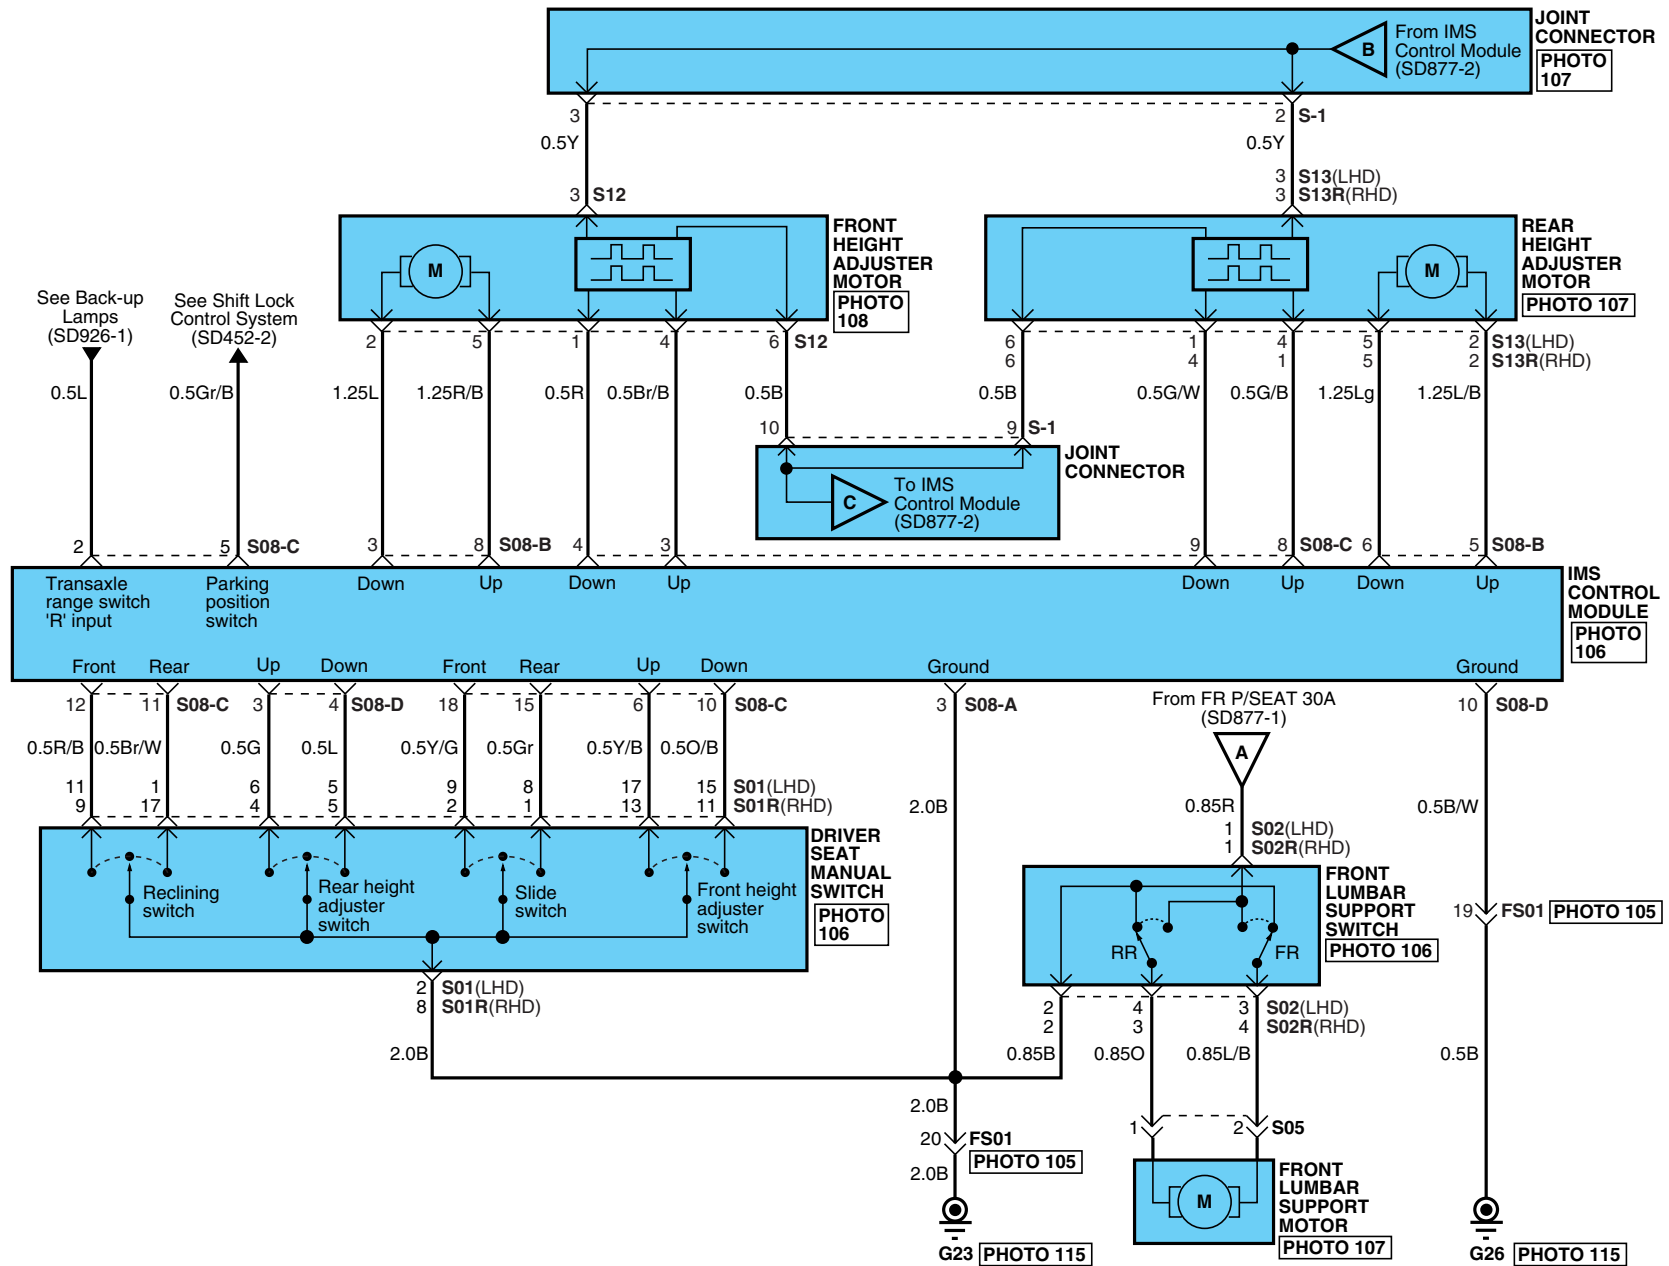 JOINT
CONNECTOR
PHOTO
107
B
From IMS
Control Module
(SD877-2)
3
2 S-1
0.5Y
0.5Y
3 S12
3 S13(LHD)
3 S13R(RHD)
FRONT
HEIGHT
ADJUSTER
MOTOR
PHOTO
108
M
REAR
HEIGHT
ADJUSTER
MOTOR
PHOTO 107
M
See Back-up
Lamps
(SD926-1)
See Shift Lock
Control System
(SD452-2)
2 5 1 4 6 S12
6 1 4 5 2 S13(LHD)
6 4 1 5 2 S13R(RHD)
0.5L 0.5Gr/B 1.25L 1.25R/B 0.5R 0.5Br/B 0.5B 0.5B 0.5G/W 0.5G/B 1.25Lg 1.25L/B
10 9 S-1
JOINT
CONNECTOR
C
To IMS
Control Module
(SD877-2)
2 5 S08-C 3 8 S08-B 4 3 9 8 S08-C 6 5 S08-B
Transaxle
range switch
'R' input
Parking
position
switch
Down Up Down Up Down Up Down Up
IMS
CONTROL
MODULE
PHOTO
106
Front Rear Up Down Front Rear Up Down Ground Ground
12 11 S08-C 3 4 S08-D 18 15 6 10 S08-C 3 S08-A 10 S08-D
From FR P/SEAT 30A
(SD877-1)
A
0.5R/B 0.5Br/W 0.5G 0.5L 0.5Y/G 0.5Gr 0.5Y/B 0.5O/B
11 1 6 5 9 8 17 15 S01(LHD)
9 17 4 5 2 1 13 11 S01R(RHD)
2.0B
0.85R
0.5B/W
1 S02(LHD)
1 S02R(RHD)
DRIVER
SEAT
MANUAL
SWITCH
PHOTO
106
Reclining
switch
Rear height
adjuster
switch
Slide
switch
Front height
adjuster
switch
FRONT
LUMBAR
SUPPORT
SWITCH
PHOTO 106
RR FR
19 FS01 PHOTO 105
2 S01(LHD)
8 S01R(RHD)
2 4 3 S02(LHD)
2 3 4 S02R(RHD)
2.0B
0.85B 0.85O 0.85L/B
0.5B
2.0B
20 FS01
PHOTO 105
2.0B
1 2 S05
M
FRONT
LUMBAR
SUPPORT
MOTOR
PHOTO 107
G23 PHOTO 115
G26 PHOTO 115